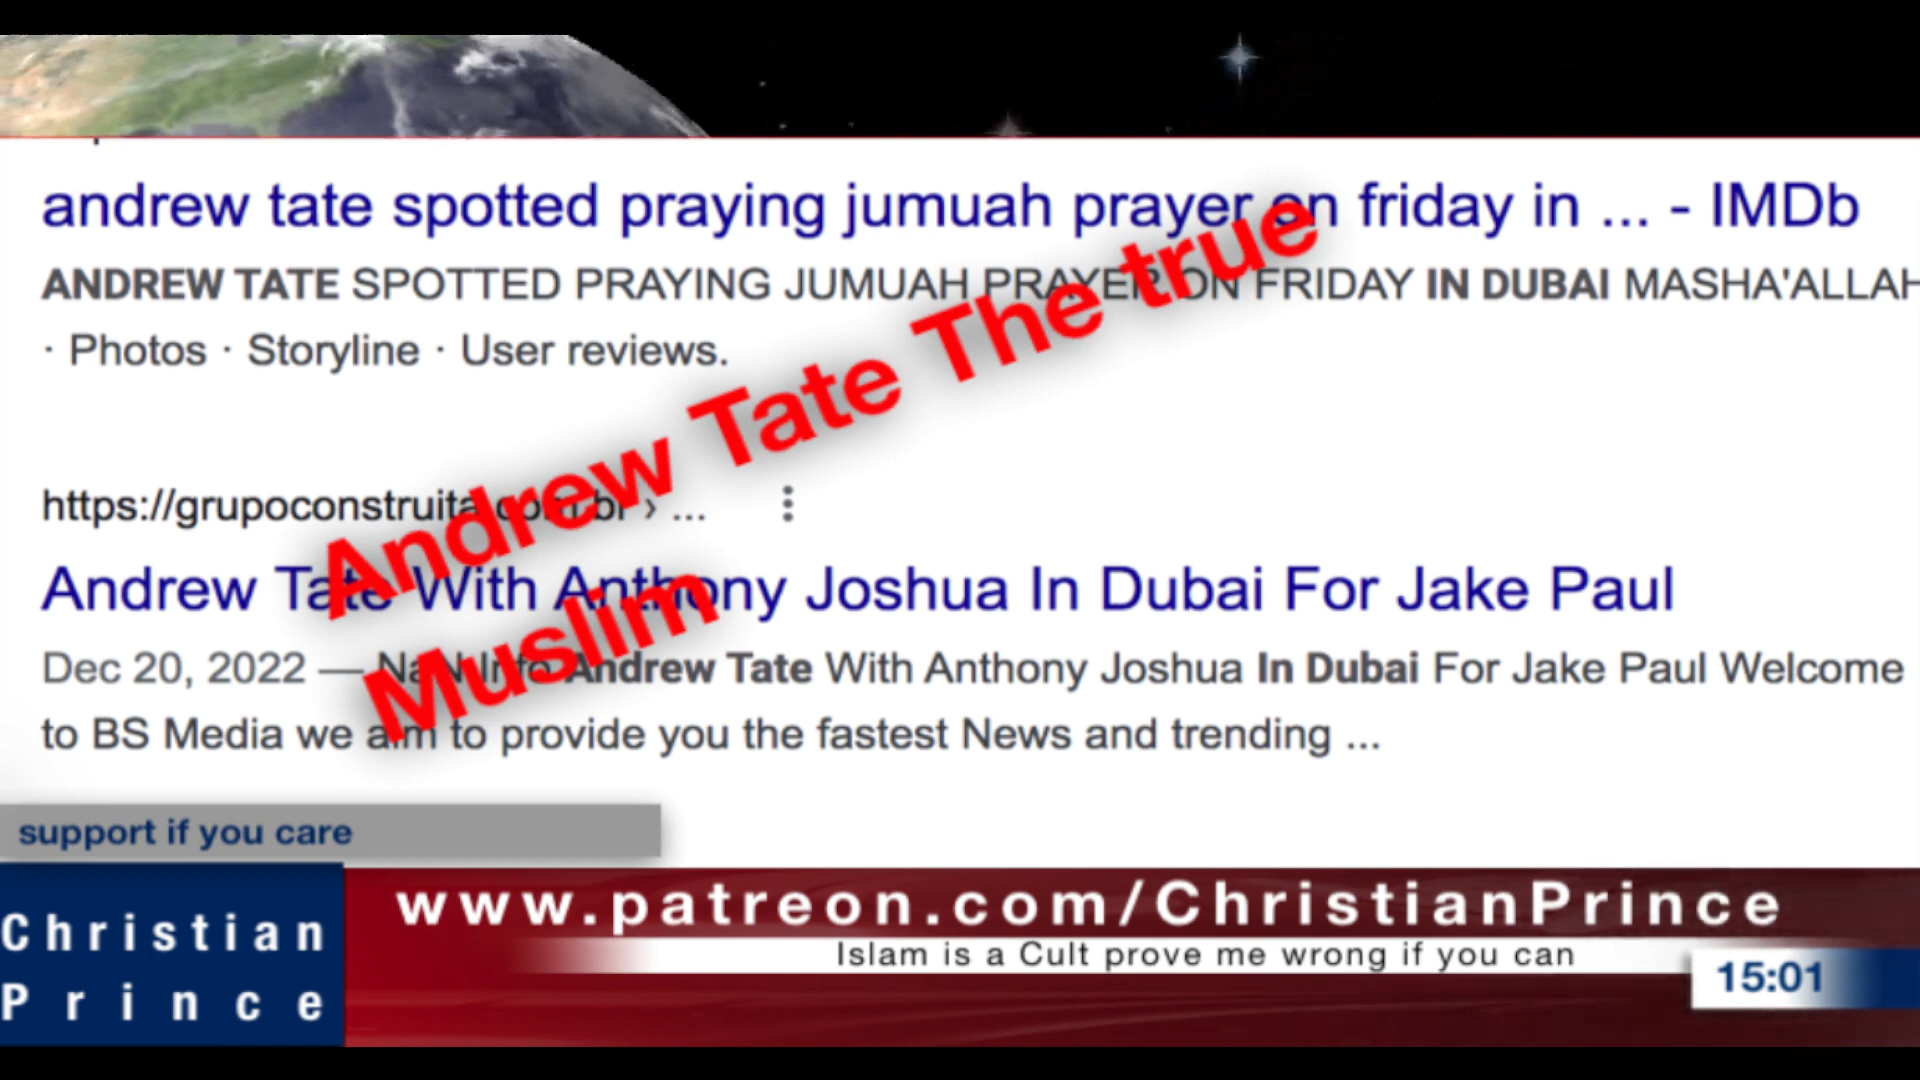 andrew tate spotted praying jumuah prayer on friday in ... - IMDb
ANDREW TATE SPOTTED PRAYING JUMUAH PRAYER ON FRIDAY IN DUBAI MASHA'ALLAH
· Photos · Storyline · User reviews.
Andrew Tate The true
Muslim
https://grupoconstruita.com.br › ...
Andrew Tate With Anthony Joshua In Dubai For Jake Paul
Dec 20, 2022 — NaN Info Andrew Tate With Anthony Joshua In Dubai For Jake Paul Welcome
to BS Media we aim to provide you the fastest News and trending ...
support if you care
Christian
Prince
www.patreon.com/ChristianPrince
Islam is a Cult prove me wrong if you can
15:01